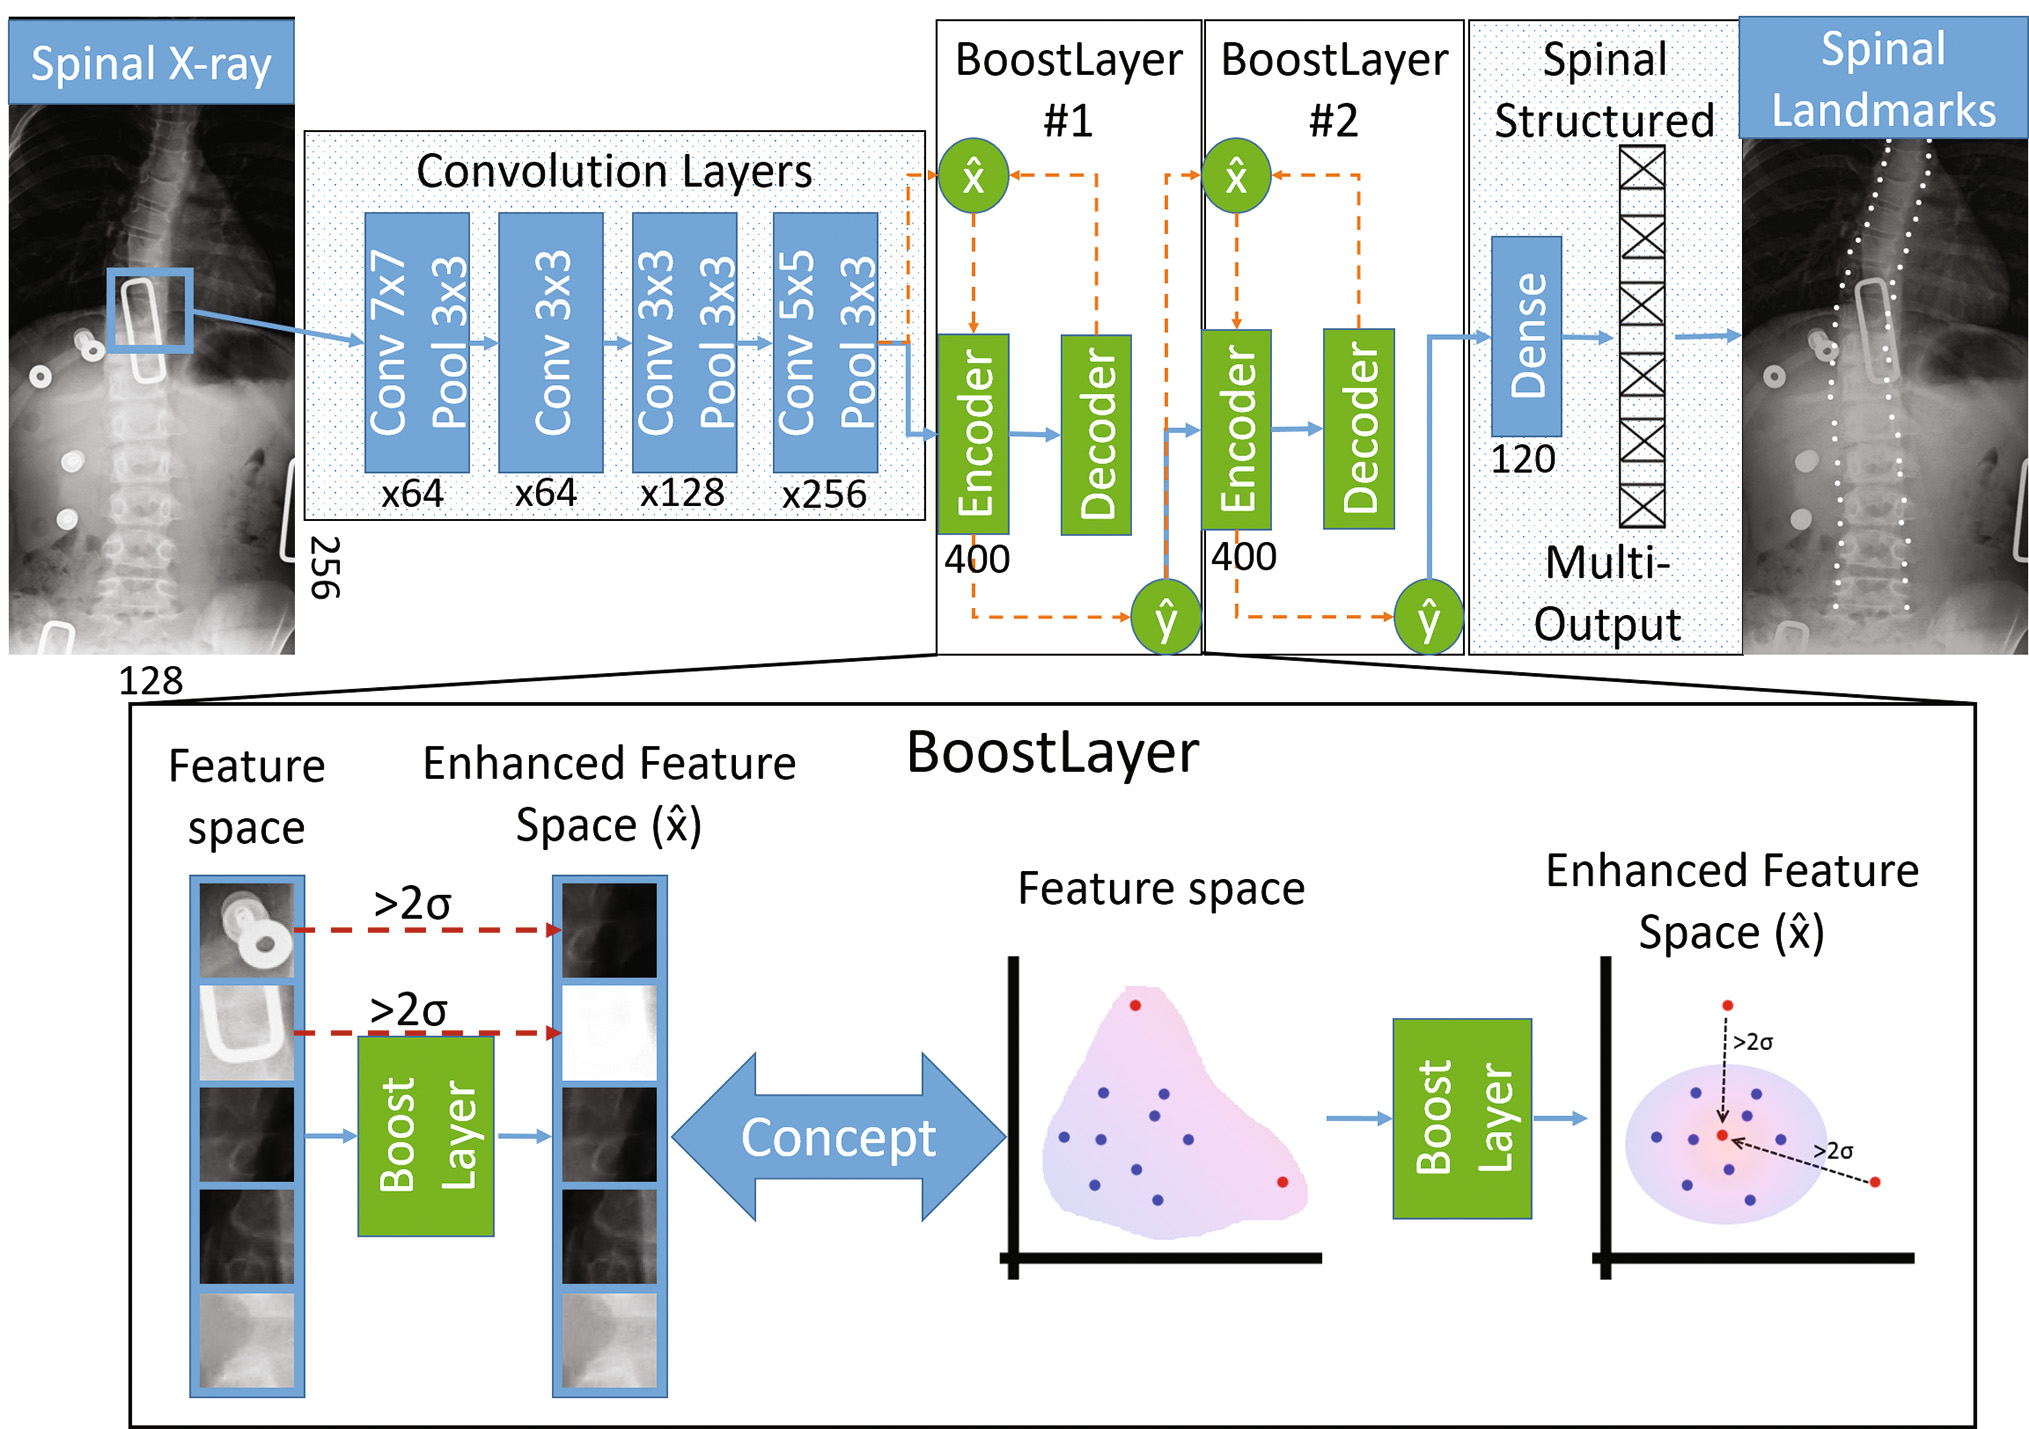 Spinal X-ray
256
128
Convolution Layers
Conv 7x7
Pool 3x3
x64
Conv 3x3
x64
Conv 3x3
Pool 3x3
x128
Conv 5x5
Pool 3x3
x256
BoostLayer
#1
x̂
Encoder
400
Decoder
ŷ
BoostLayer
#2
x̂
Encoder
400
Decoder
ŷ
Spinal
Structured
Dense
120
Multi-
Output
Spinal
Landmarks
BoostLayer
Feature
space
Enhanced Feature
Space (x̂)
>2σ
>2σ
Boost
Layer
Concept
Feature space
Boost
Layer
Enhanced Feature
Space (x̂)
>2σ
>2σ